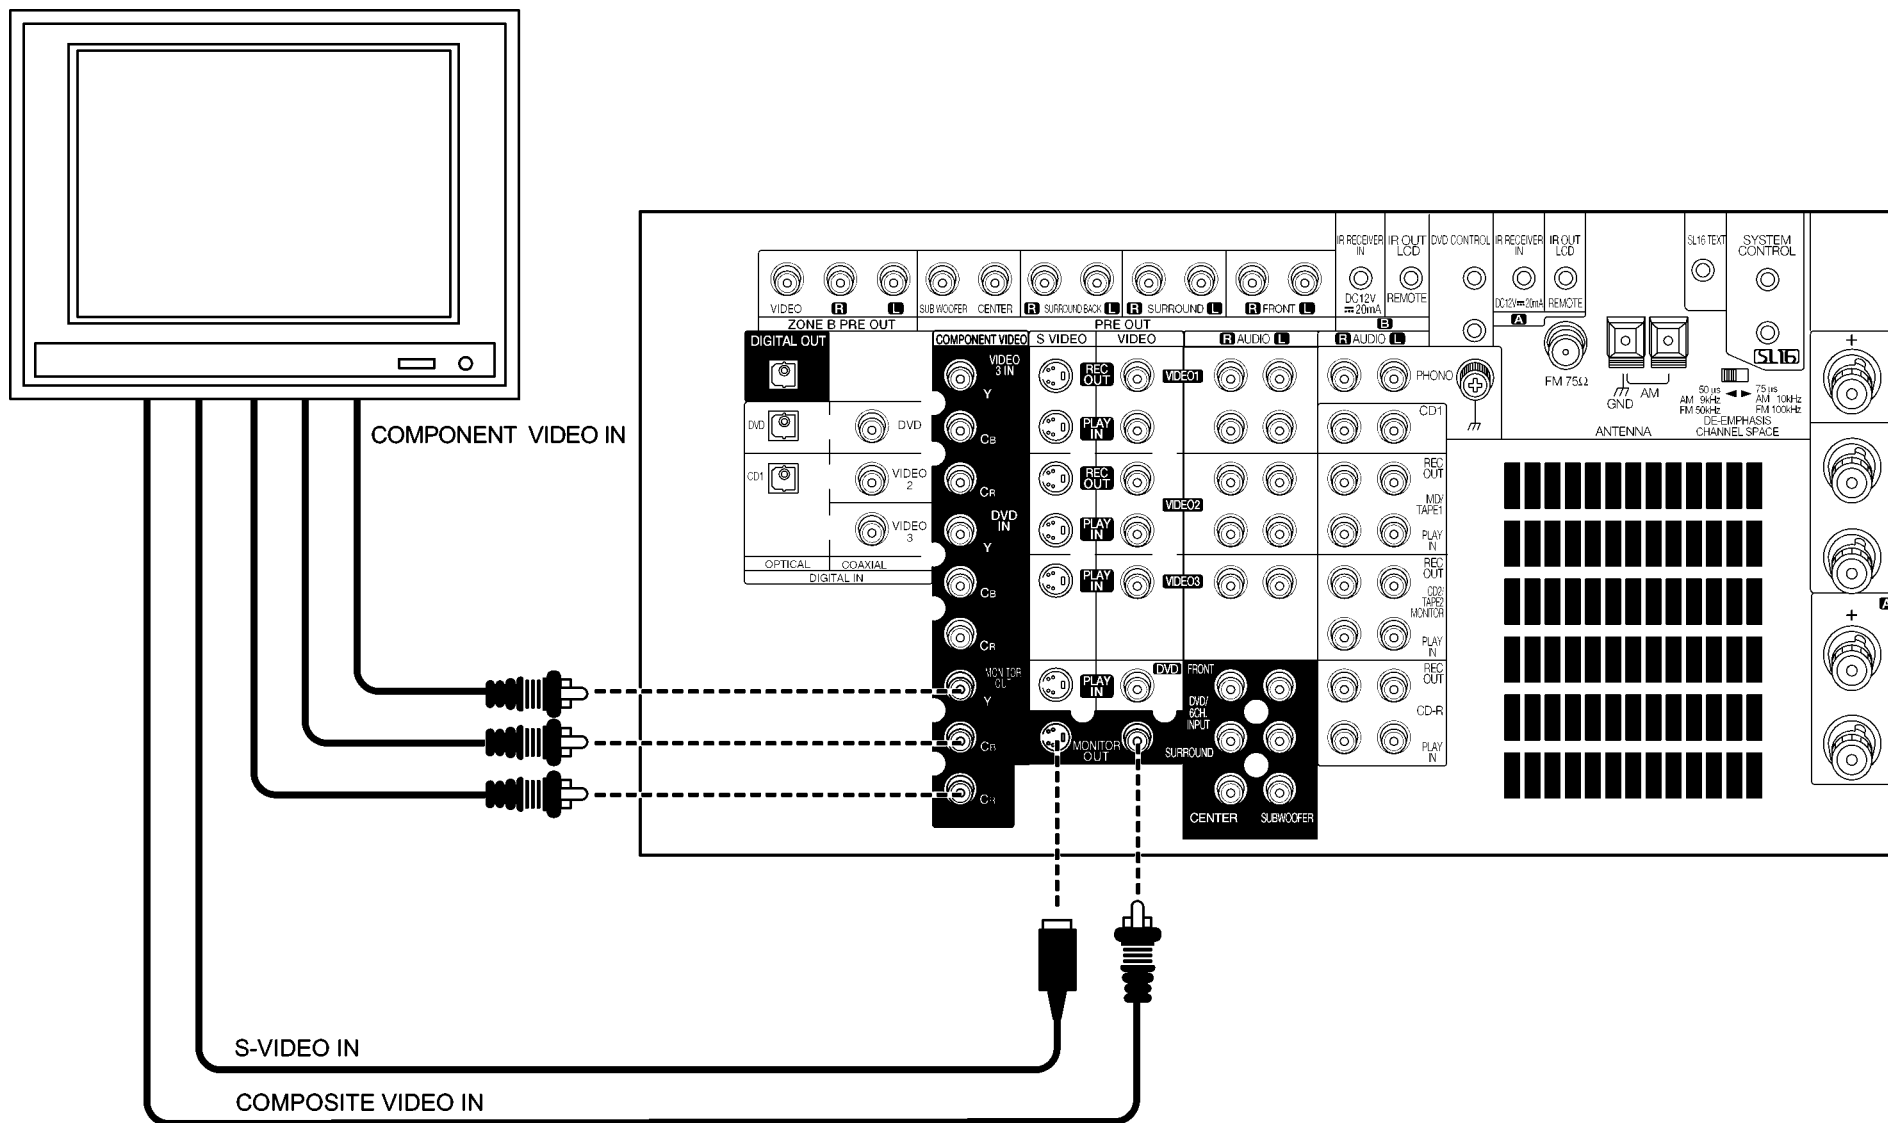 COMPONENT VIDEO IN
S-VIDEO IN
COMPOSITE VIDEO IN
VIDEO
R
L
ZONE B PRE OUT
SUB WOOFER
CENTER
R SURROUND BACK L
R SURROUND L
R FRONT L
PRE OUT
IR RECEIVER
IN
DC12V
20mA
IR OUT
LCD
REMOTE
B
DVD CONTROL
IR RECEIVER
IN
DC12V 20mA
IR OUT
LCD
REMOTE
A
SL16 TEXT
SYSTEM
CONTROL
SL16
DIGITAL OUT
DVD
CD1
DVD
VIDEO
2
VIDEO
3
OPTICAL
COAXIAL
DIGITAL IN
COMPONENT VIDEO
VIDEO
3 IN
Y
CB
CR
DVD
IN
Y
CB
CR
MONITOR
Y
CB
CR
S VIDEO
VIDEO
REC
OUT
VIDEO1
PLAY
IN
REC
OUT
VIDEO2
PLAY
IN
PLAY
IN
VIDEO3
PLAY
IN
DVD
MONITOR
OUT
R AUDIO L
FRONT
DVD/
6CH.
INPUT
SURROUND
CENTER
SUBWOOFER
R AUDIO L
PHONO
CD1
REC
OUT
MD/
TAPE1
PLAY
IN
REC
OUT
CD2/
TAPE2
MONITOR
PLAY
IN
REC
OUT
CD-R
PLAY
IN
FM 75Ω
GND
AM
ANTENNA
50 µs
AM 9kHz
FM 50kHz
75 µs
AM 10kHz
FM 100kHz
DE-EMPHASIS
CHANNEL SPACE
+
+